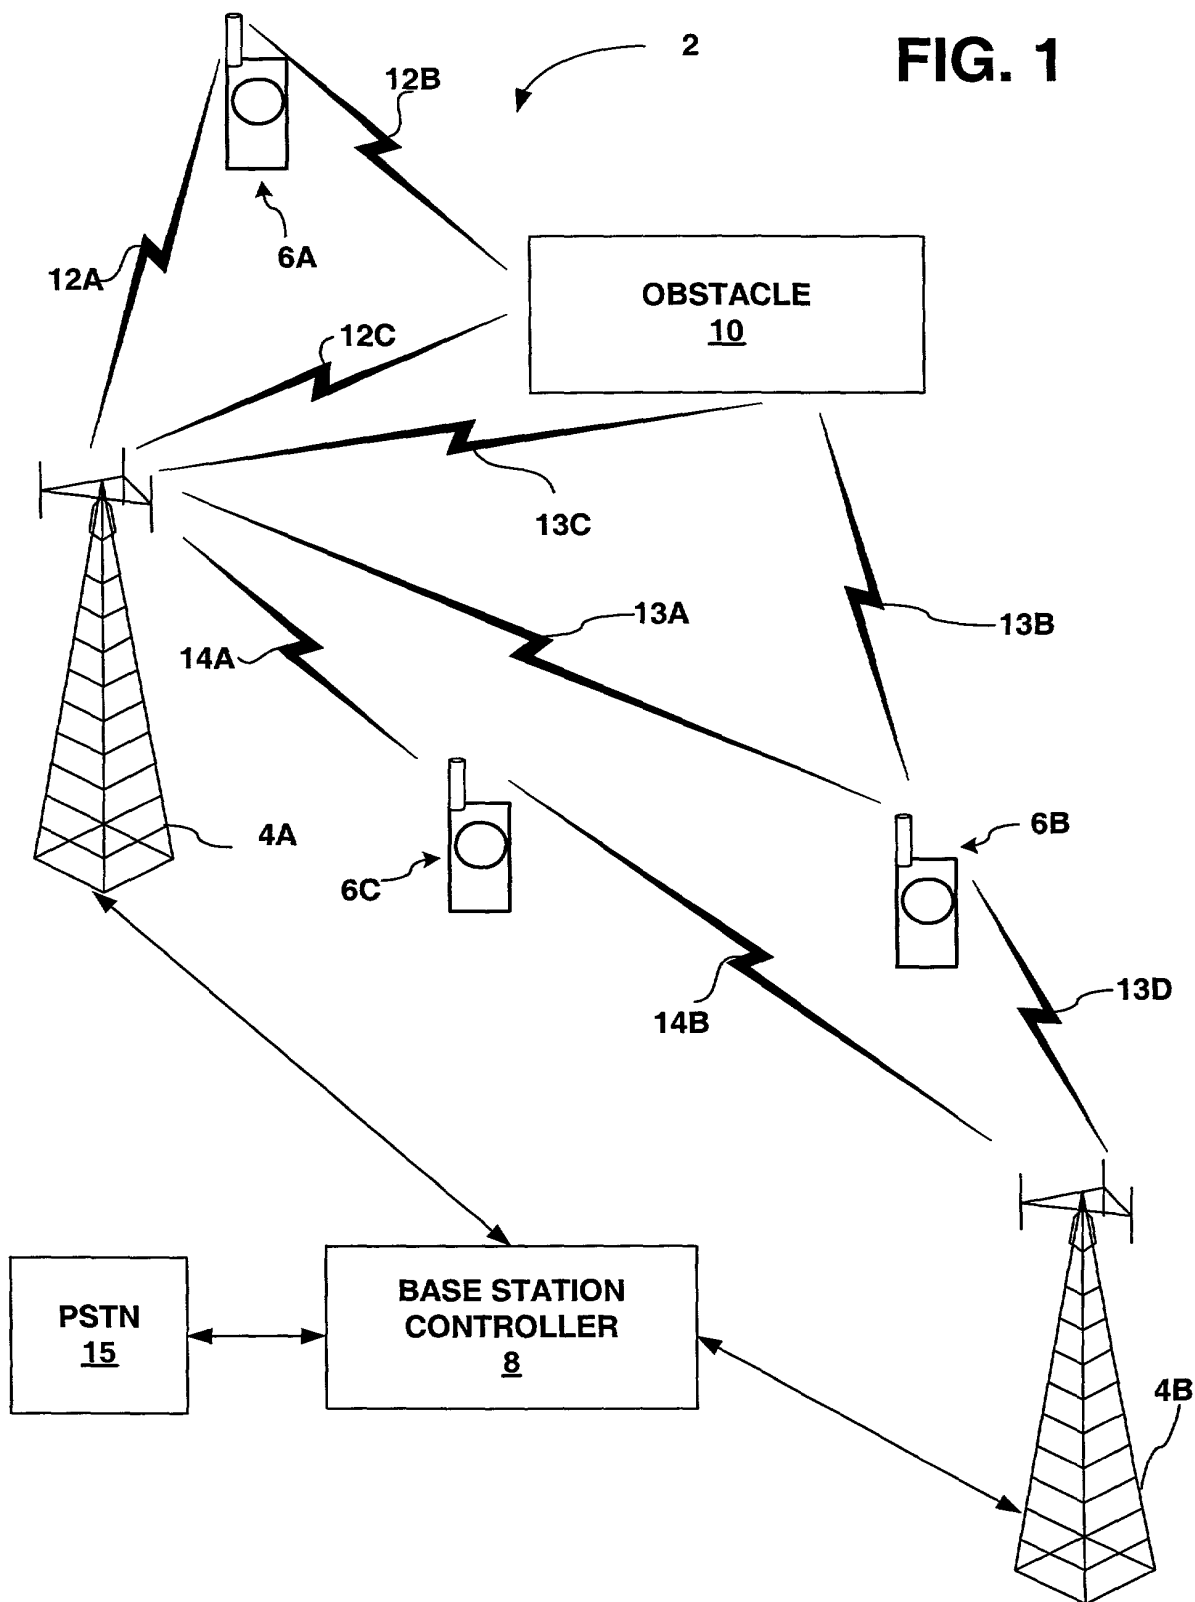 FIG. 1
2
12B
6A
12A
OBSTACLE
10
12C
13C
13A
13B
14A
4A
6B
6C
13D
14B
BASE STATION
CONTROLLER
8
PSTN
15
4B